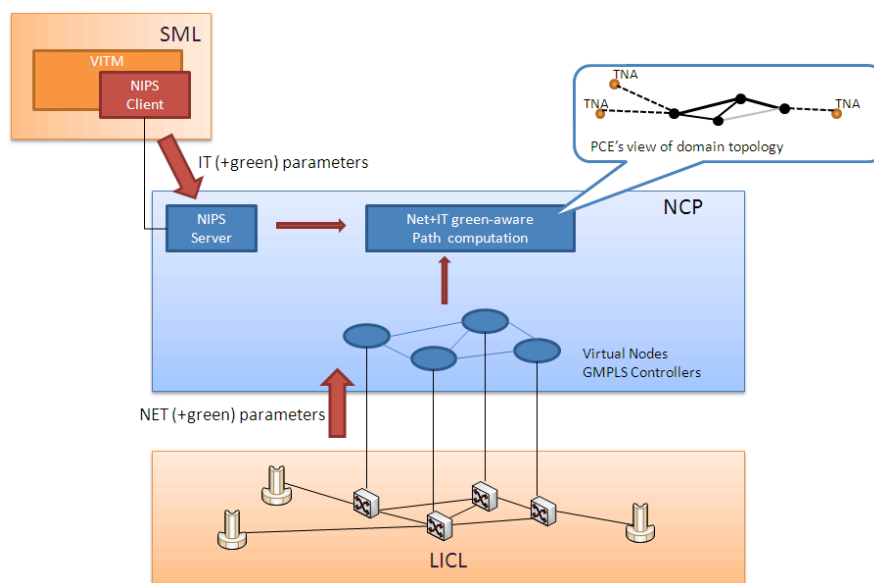 SML
VITM
NIPS
Client
TNA
TNA
TNA
PCE's view of domain topology
IT (+green) parameters
NCP
NIPS
Server
Net+IT green-aware
Path computation
Virtual Nodes
GMPLS Controllers
NET (+green) parameters
LICL